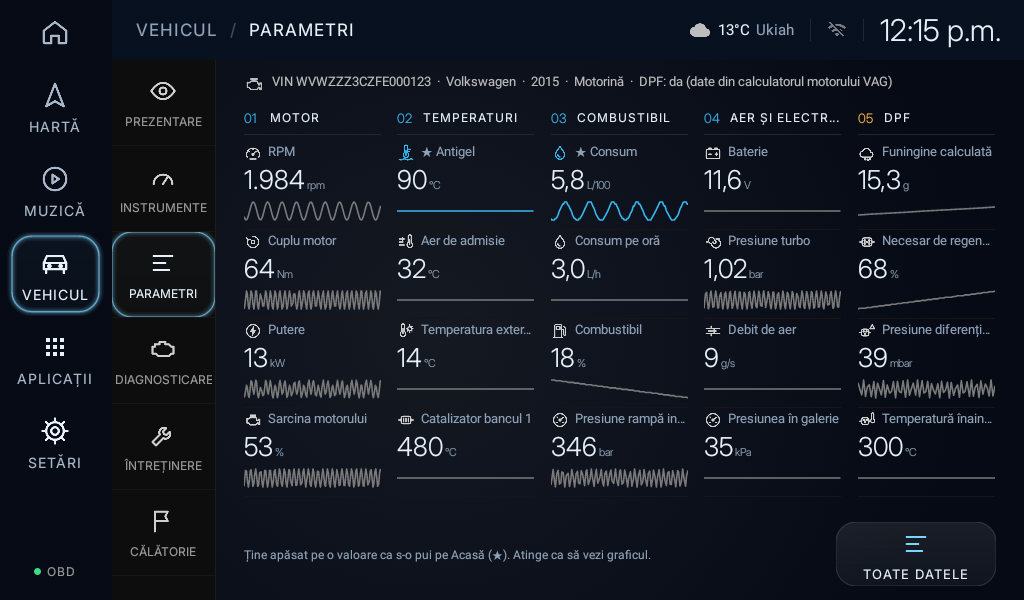 VEHICUL / PARAMETRI
13°C Ukiah
12:15 p.m.
HARTĂ
MUZICĂ
VEHICUL
APLICAȚII
SETĂRI
OBD
PREZENTARE
INSTRUMENTE
PARAMETRI
DIAGNOSTICARE
ÎNTREȚINERE
CĂLĂTORIE
VIN WVWZZZ3CZFE000123 · Volkswagen · 2015 · Motorină · DPF: da (date din calculatorul motorului VAG)
01 MOTOR
RPM
1.984 rpm
Cuplu motor
64 Nm
Putere
13 kW
Sarcina motorului
53 %
02 TEMPERATURI
★ Antigel
90 °C
Aer de admisie
32 °C
Temperatura exter...
14 °C
Catalizator bancul 1
480 °C
03 COMBUSTIBIL
★ Consum
5,8 L/100
Consum pe oră
3,0 L/h
Combustibil
18 %
Presiune rampă in...
346 bar
04 AER ȘI ELECTR...
Baterie
11,6 V
Presiune turbo
1,02 bar
Debit de aer
9 g/s
Presiunea în galerie
35 kPa
05 DPF
Funingine calculată
15,3 g
Necesar de regen...
68 %
Presiune diferenți...
39 mbar
Temperatură înain...
300 °C
Ține apăsat pe o valoare ca s-o pui pe Acasă (★). Atinge ca să vezi graficul.
TOATE DATELE